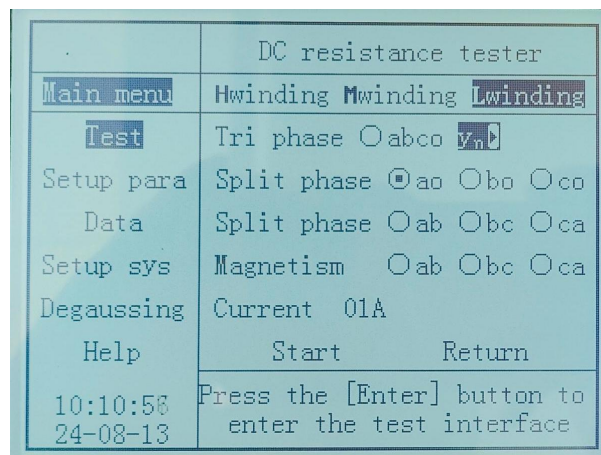 DC resistance tester
Main menu
Hwinding Mwinding Lwinding
Test
Tri phase abco yn
Setup para
Split phase ao bo co
Data
Split phase ab bc ca
Setup sys
Magnetism ab bc ca
Degaussing
Current 01A
Help
Start Return
10:10:56
24-08-13
Press the [Enter] button to
enter the test interface